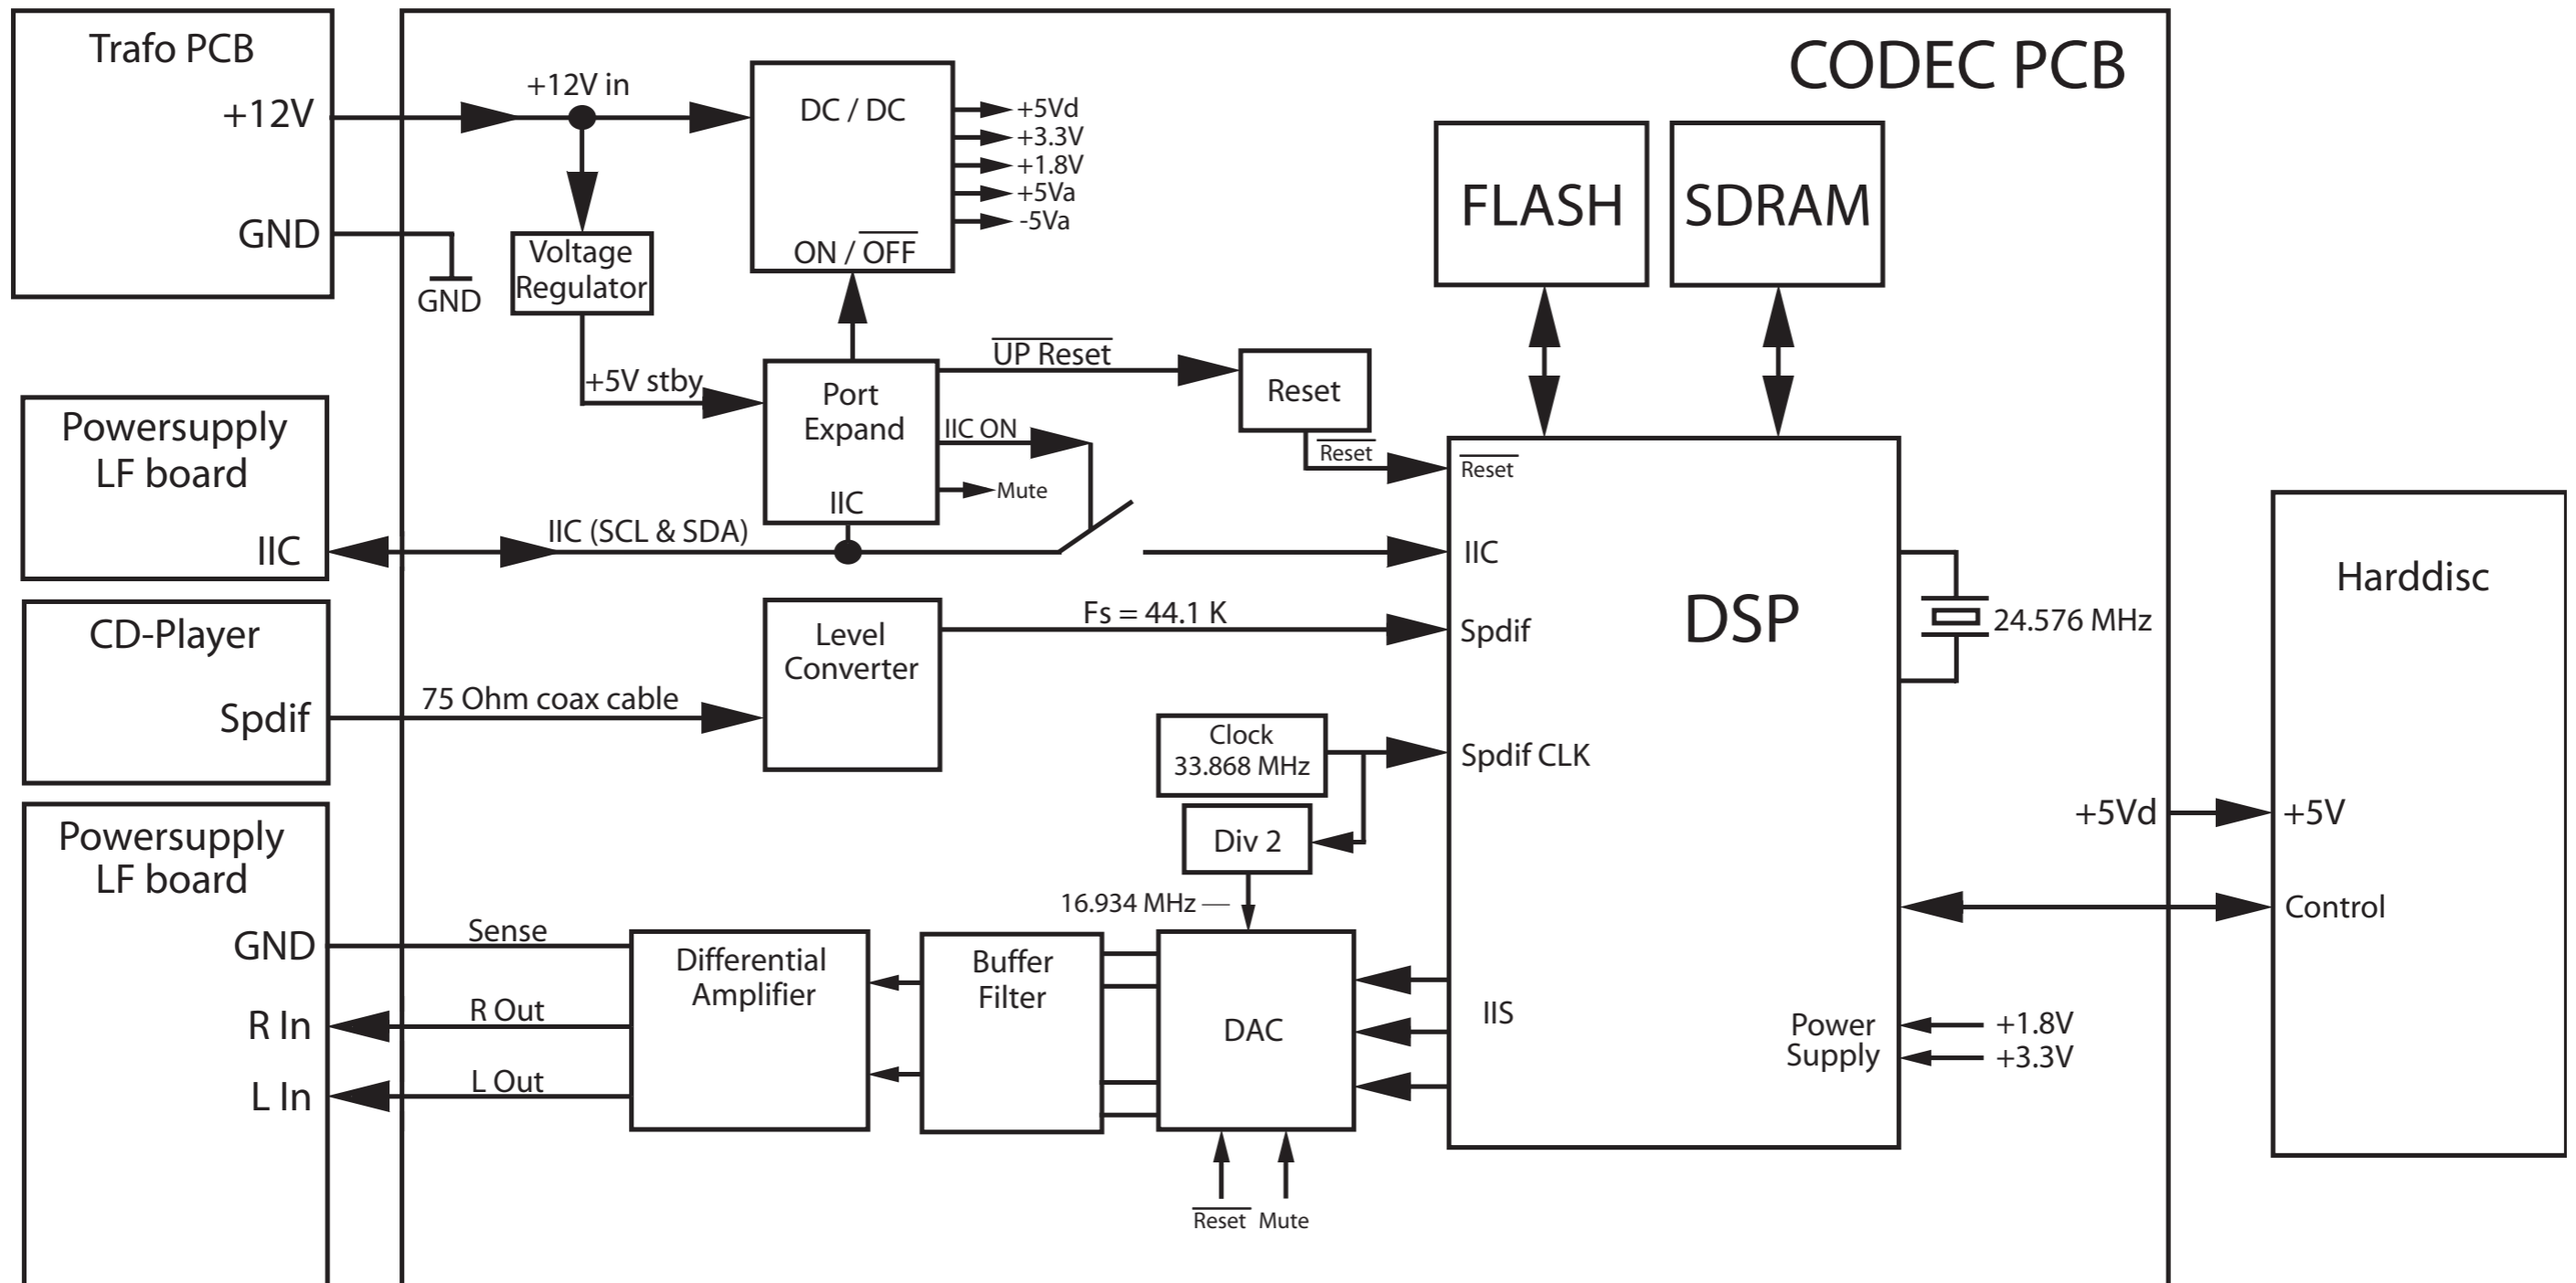 Trafo PCB
+12V
GND
GND
+12V in
DC / DC
ON / OFF
+5Vd
+3.3V
+1.8V
+5Va
-5Va
CODEC PCB
FLASH
SDRAM
Voltage
Regulator
+5V stby
Port
Expand
IIC
UP Reset
IIC ON
Mute
Reset
Reset
Powersupply
LF board
IIC
IIC (SCL & SDA)
Reset
IIC
Spdif
Spdif CLK
DSP
IIS
Power
Supply
24.576 MHz
+1.8V
+3.3V
CD-Player
Spdif
75 Ohm coax cable
Level
Converter
Fs = 44.1 K
Clock
33.868 MHz
Div 2
16.934 MHz
Harddisc
+5Vd
+5V
Control
Powersupply
LF board
GND
R In
L In
Sense
R Out
L Out
Differential
Amplifier
Buffer
Filter
DAC
Reset
Mute